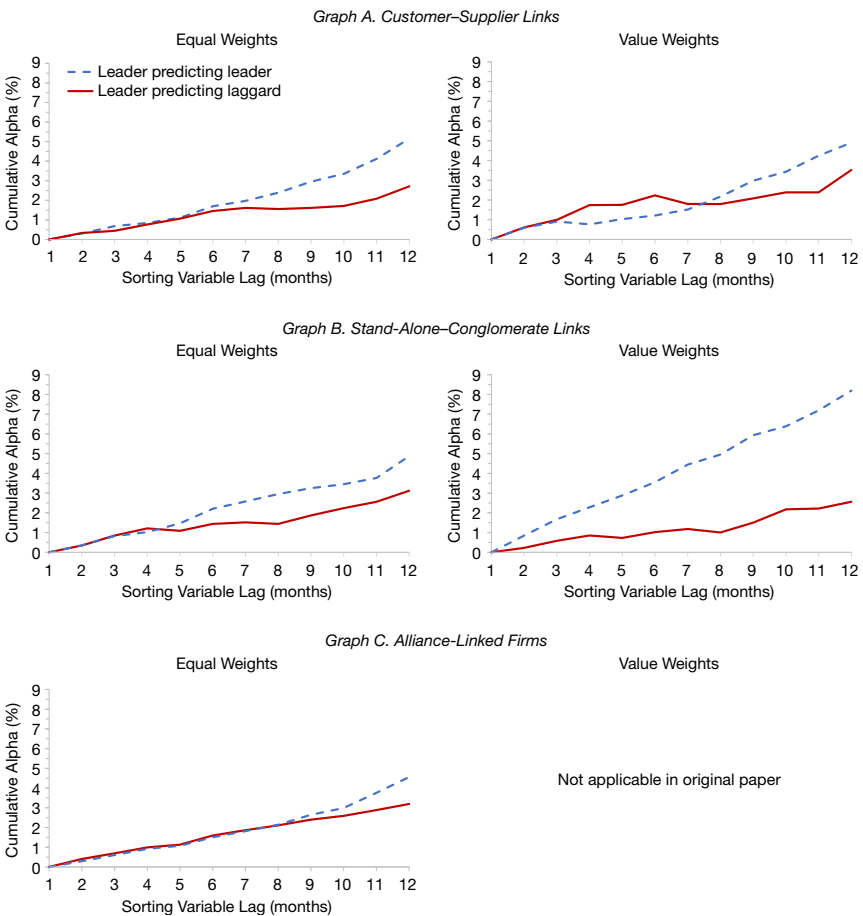 Graph A. Customer–Supplier Links
Equal Weights
Cumulative Alpha (%)
9
8
7
6
5
4
3
2
1
0
Leader predicting leader
Leader predicting laggard
1 2 3 4 5 6 7 8 9 10 11 12
Sorting Variable Lag (months)
Value Weights
Cumulative Alpha (%)
9
8
7
6
5
4
3
2
1
0
1 2 3 4 5 6 7 8 9 10 11 12
Sorting Variable Lag (months)
Graph B. Stand-Alone–Conglomerate Links
Equal Weights
Cumulative Alpha (%)
9
8
7
6
5
4
3
2
1
0
1 2 3 4 5 6 7 8 9 10 11 12
Sorting Variable Lag (months)
Value Weights
Cumulative Alpha (%)
9
8
7
6
5
4
3
2
1
0
1 2 3 4 5 6 7 8 9 10 11 12
Sorting Variable Lag (months)
Graph C. Alliance-Linked Firms
Equal Weights
Cumulative Alpha (%)
9
8
7
6
5
4
3
2
1
0
1 2 3 4 5 6 7 8 9 10 11 12
Sorting Variable Lag (months)
Value Weights
Not applicable in original paper